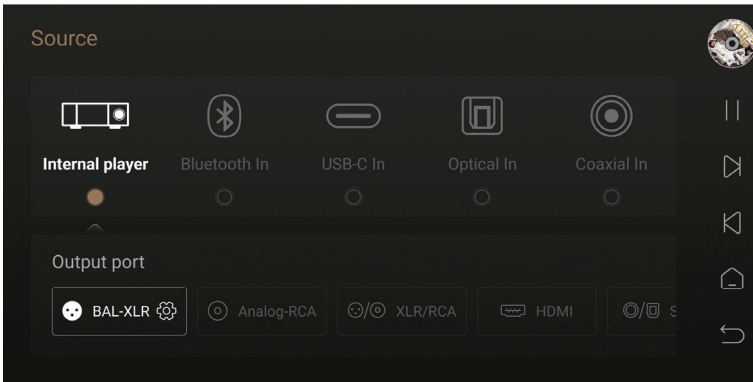 Source
Internal player
Bluetooth In
USB-C In
Optical In
Coaxial In
Output port
BAL-XLR
Analog-RCA
XLR/RCA
HDMI
S